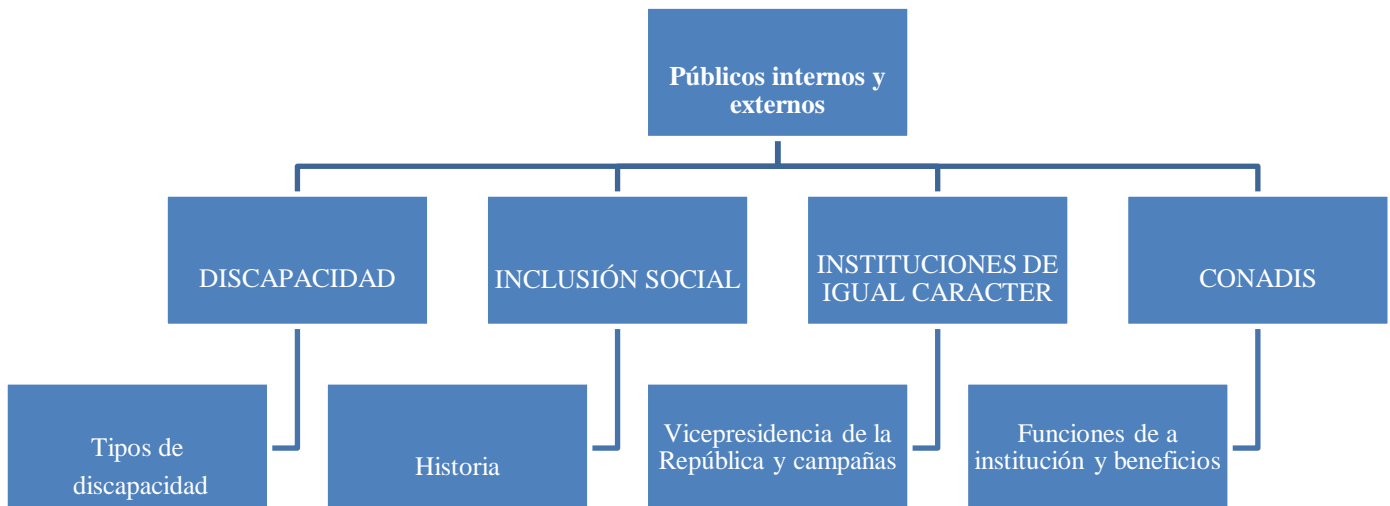 Públicos internos y
externos
DISCAPACIDAD
INCLUSIÓN SOCIAL
INSTITUCIONES DE
IGUAL CARACTER
CONADIS
Tipos de
discapacidad
Historia
Vicepresidencia de la
República y campañas
Funciones de a
institución y beneficios